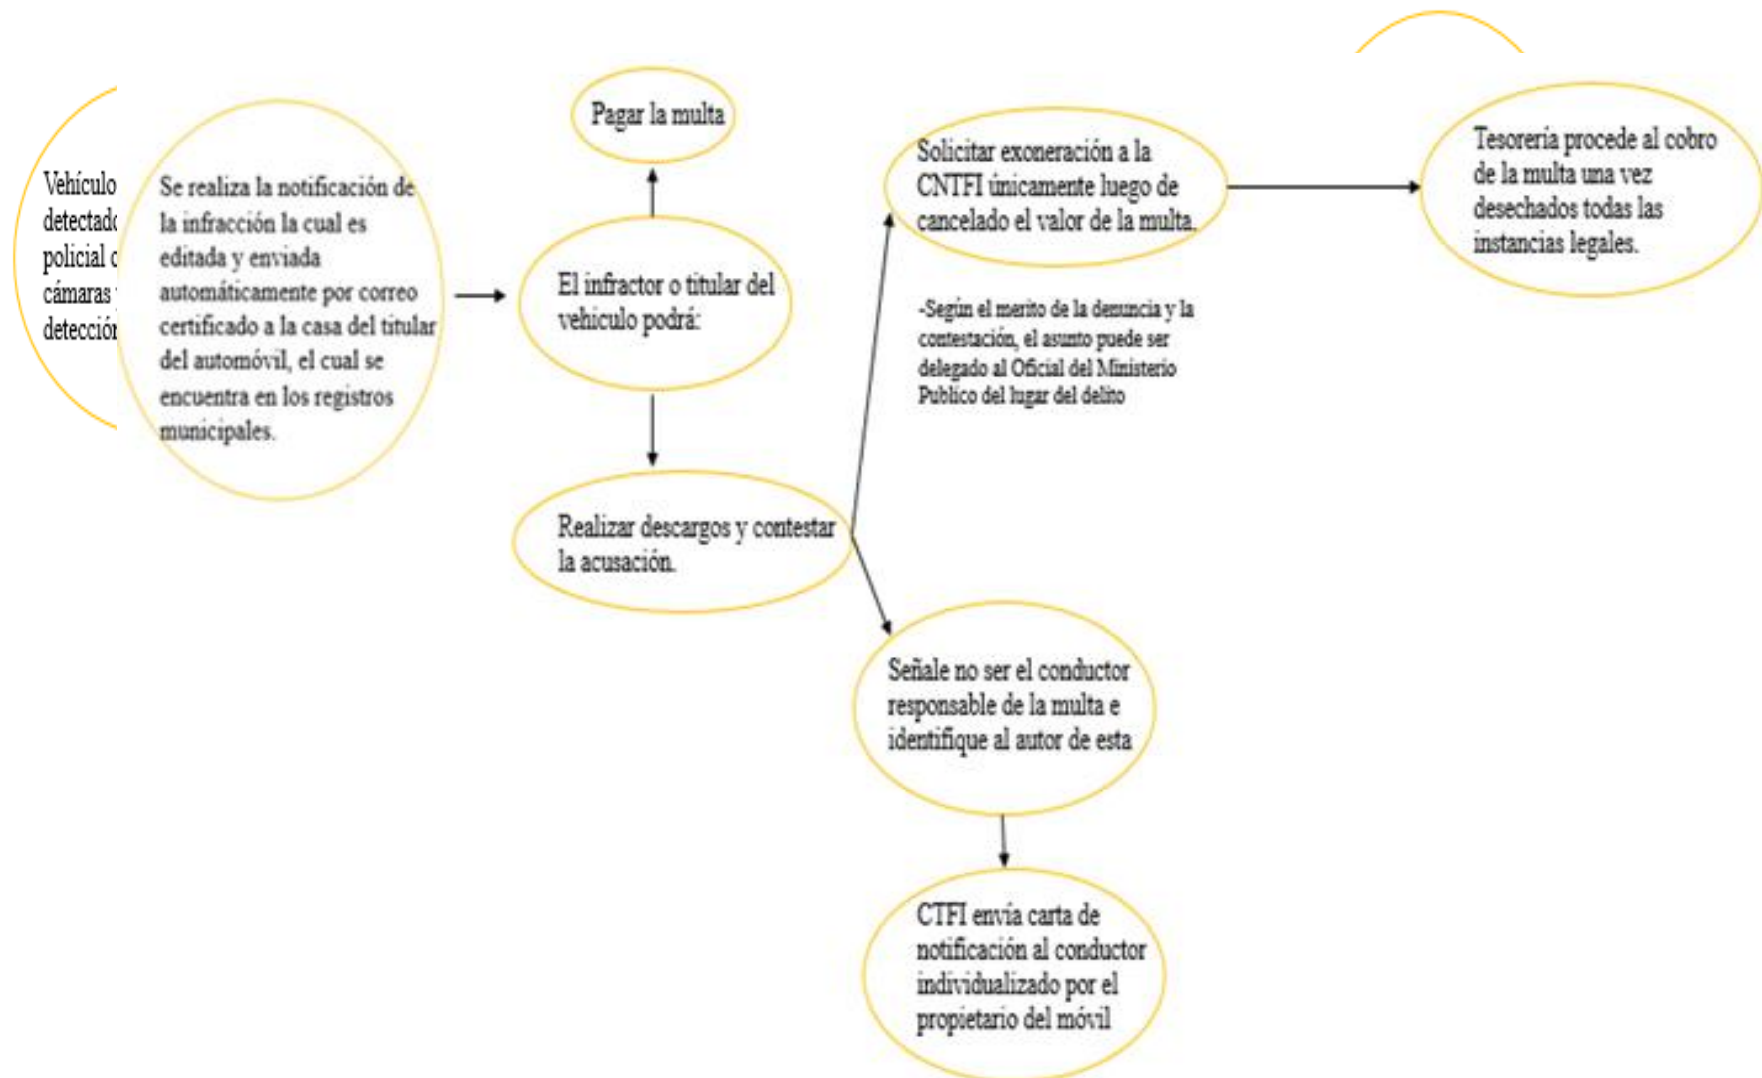 Vehículo
detectado
policial
cámaras
detección
Se realiza la notificación de
la infracción la cual es
editada y enviada
automáticamente por correo
certificado a la casa del titular
del automóvil, el cual se
encuentra en los registros
municipales.
Pagar la multa
El infractor o titular del
vehiculo podrá:
Realizar descargos y contestar
la acusación.
Solicitar exoneración a la
CNTFI únicamente luego de
cancelado el valor de la multa.
-Según el merito de la denuncia y la
contestación, el asunto puede ser
delegado al Oficial del Ministerio
Publico del lugar del delito
Señale no ser el conductor
responsable de la multa e
identifique al autor de esta
CTFI envía carta de
notificación al conductor
individualizado por el
propietario del móvil
Tesorería procede al cobro
de la multa una vez
desechados todas las
instancias legales.